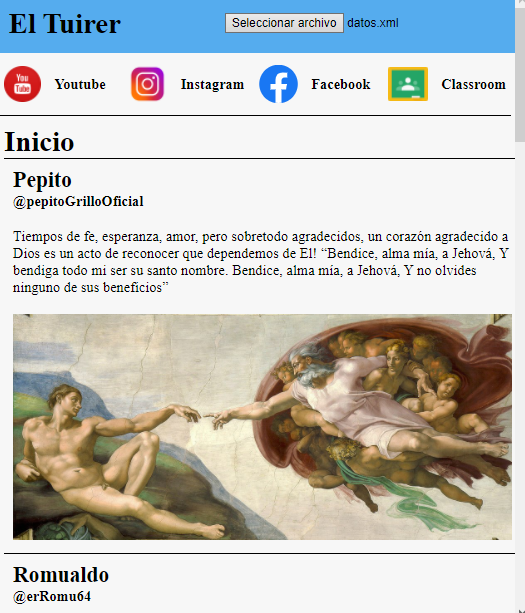 El Tuirer
Seleccionar archivo datos.xml
You
Tube
Youtube
Instagram
Facebook
Classroom
Inicio
Pepito
@pepitoGrilloOficial
Tiempos de fe, esperanza, amor, pero sobretodo agradecidos, un corazón agradecido a
Dios es un acto de reconocer que dependemos de El! “Bendice, alma mía, a Jehová, Y
bendiga todo mi ser su santo nombre. Bendice, alma mía, a Jehová, Y no olvides
ninguno de sus beneficios”
Romualdo
@erRomu64